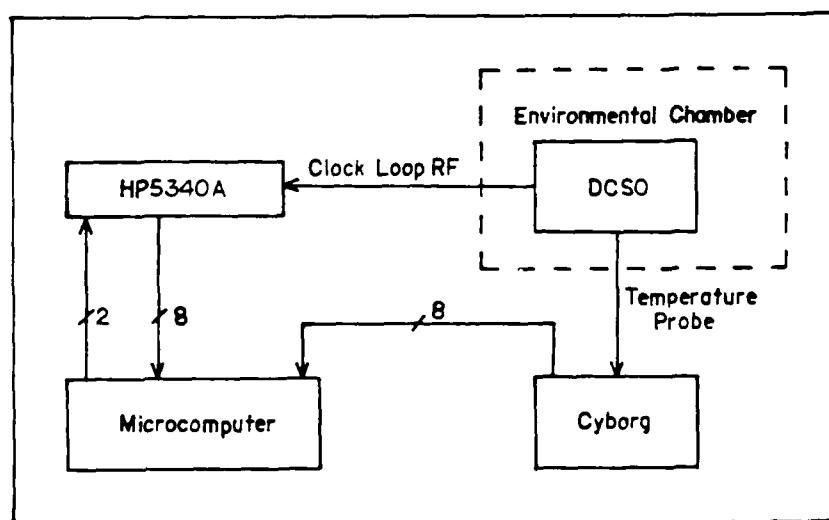 Environmental Chamber
Clock Loop RF
HP5340A
DCSO
Temperature
Probe
2
8
8
Microcomputer
Cyborg